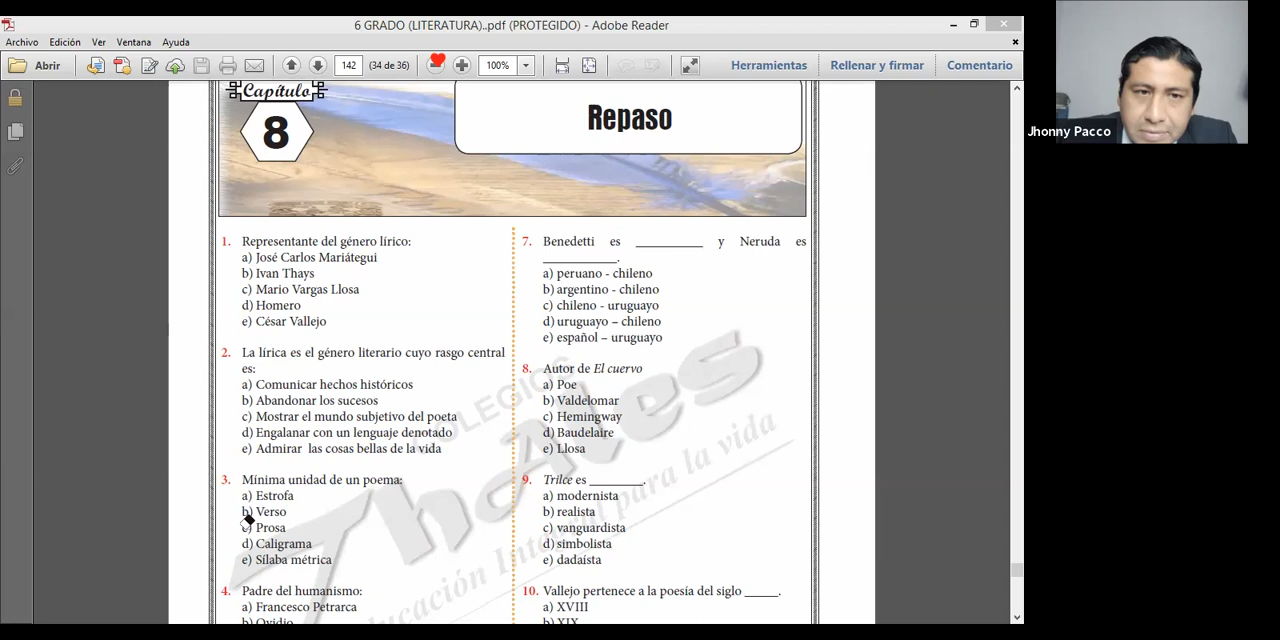 6 GRADO (LITERATURA)..pdf (PROTEGIDO) - Adobe Reader
Archivo Edición Ver Ventana Ayuda
Abrir 142 (34 de 36) 100% Herramientas Rellenar y firmar Comentario
Jhonny Pacco
Capítulo
8
Repaso
1. Representante del género lírico:
a) José Carlos Mariátegui
b) Ivan Thays
c) Mario Vargas Llosa
d) Homero
e) César Vallejo
2. La lírica es el género literario cuyo rasgo central
es:
a) Comunicar hechos históricos
b) Abandonar los sucesos
c) Mostrar el mundo subjetivo del poeta
d) Engalanar con un lenguaje denotado
e) Admirar las cosas bellas de la vida
3. Mínima unidad de un poema:
a) Estrofa
b) Verso
c) Prosa
d) Caligrama
e) Sílaba métrica
4. Padre del humanismo:
a) Francesco Petrarca
b) Ovidio
7. Benedetti es __________ y Neruda es
___________.
a) peruano - chileno
b) argentino - chileno
c) chileno - uruguayo
d) uruguayo – chileno
e) español – uruguayo
8. Autor de El cuervo
a) Poe
b) Valdelomar
c) Hemingway
d) Baudelaire
e) Llosa
9. Trilce es ________.
a) modernista
b) realista
c) vanguardista
d) simbolista
e) dadaísta
10. Vallejo pertenece a la poesía del siglo _____.
a) XVIII
b) XIX
COLEGIOS
Thales
Educación Integral para la vida